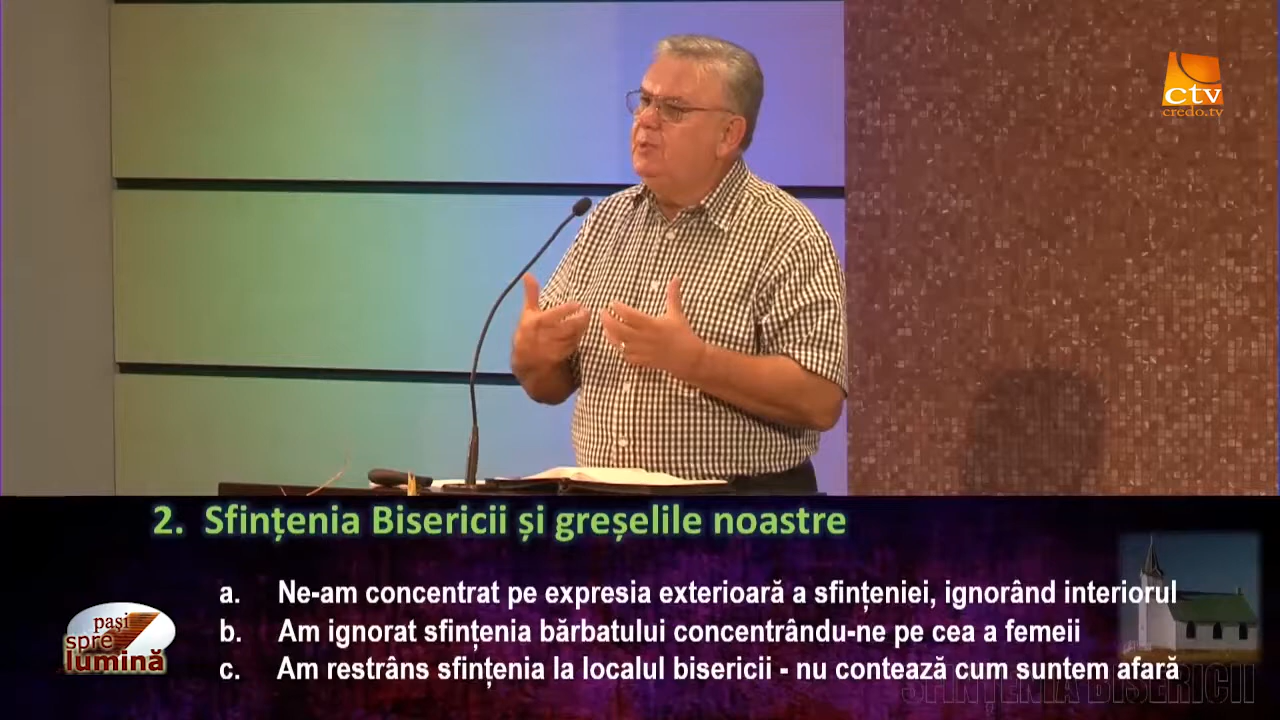 ctv
credo.tv
2. Sfințenia Bisericii și greșelile noastre
a. Ne-am concentrat pe expresia exterioară a sfințeniei, ignorând interiorul
b. Am ignorat sfințenia bărbatului concentrându-ne pe cea a femeii
c. Am restrâns sfințenia la localul bisericii - nu contează cum suntem afară
pași
spre
lumină
SFINȚENIA BISERICII